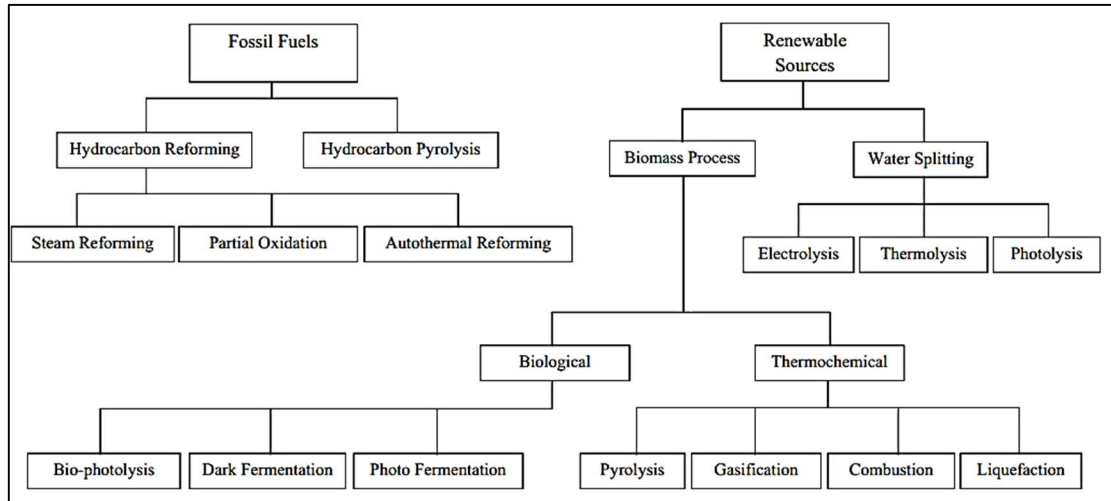 Fossil Fuels
Renewable
Sources
Hydrocarbon Reforming
Hydrocarbon Pyrolysis
Biomass Process
Water Splitting
Steam Reforming
Partial Oxidation
Autothermal Reforming
Electrolysis
Thermolysis
Photolysis
Biological
Thermochemical
Bio-photolysis
Dark Fermentation
Photo Fermentation
Pyrolysis
Gasification
Combustion
Liquefaction